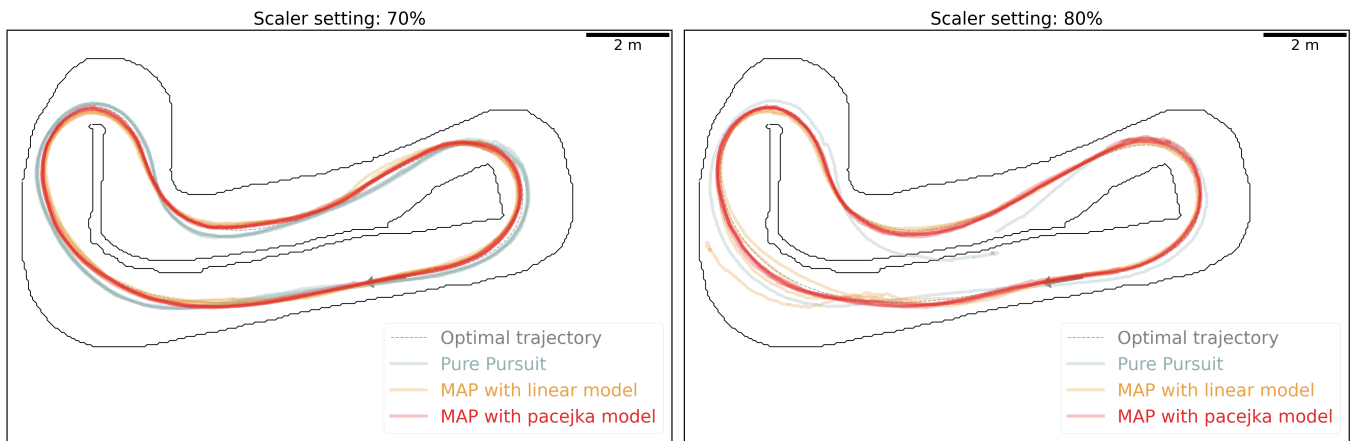 Scaler setting: 70%
2 m
Optimal trajectory
Pure Pursuit
MAP with linear model
MAP with pacejka model
Scaler setting: 80%
2 m
Optimal trajectory
Pure Pursuit
MAP with linear model
MAP with pacejka model